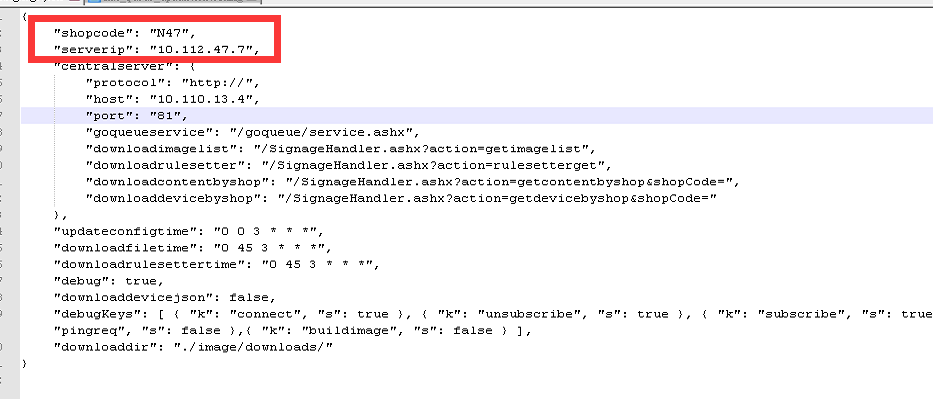 {
"shopcode": "N47",
"serverip": "10.112.47.7",
"centralserver": {
"protocol": "http://",
"host": "10.110.13.4",
"port": "81",
"goqueueservice": "/goqueue/service.ashx",
"downloadimagelist": "/SignageHandler.ashx?action=getimagelist",
"downloadrulesetter": "/SignageHandler.ashx?action=rulesetterget",
"downloadcontentbyshop": "/SignageHandler.ashx?action=getcontentbyshop&shopCode=",
"downloaddevicebyshop": "/SignageHandler.ashx?action=getdevicebyshop&shopCode="
},
"updateconfigtime": "0 0 3 * * *",
"downloadfiletime": "0 45 3 * * *",
"downloadrulesettertime": "0 45 3 * * *",
"debug": true,
"downloaddevicejson": false,
"debugKeys": [ { "k": "connect", "s": true }, { "k": "unsubscribe", "s": true }, { "k": "subscribe", "s": true
"pingreq", "s": false },{ "k": "buildimage", "s": false } ],
"downloaddir": "./image/downloads/"
}